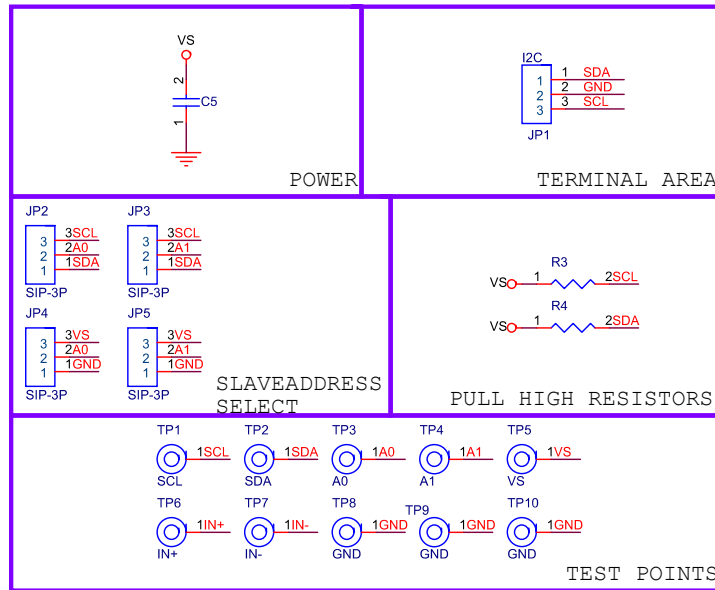 VS
2
C5
1
POWER
I2C
1 1 SDA
2 2 GND
3 3 SCL
JP1
TERMINAL AREA
JP2
3 3SCL
2 2A0
1 1SDA
SIP-3P
JP3
3 3SCL
2 2A1
1 1SDA
SIP-3P
JP4
3 3VS
2 2A0
1 1GND
SIP-3P
JP5
3 3VS
2 2A1
1 1GND
SIP-3P
SLAVEADDRESS
SELECT
R3
VS 1 2SCL
R4
VS 1 2SDA
PULL HIGH RESISTORS
TP1
1SCL
SCL
TP2
1SDA
SDA
TP3
1A0
A0
TP4
1A1
A1
TP5
1VS
VS
TP6
1IN+
IN+
TP7
1IN-
IN-
TP8
1GND
GND
TP9
1GND
GND
TP10
1GND
GND
TEST POINTS